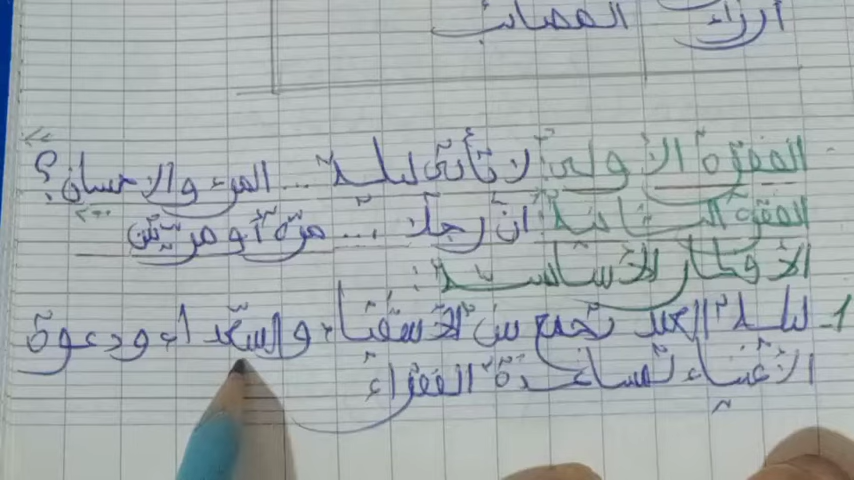 أرزاء المصائب
الفقرة الأولى: لا تأتي ليلة ... المرء والإحسان؟
الفقرة الثانية: أن رجلا ... مرة أو مرتين
الأفكار الأساسية:
1- ليلة العيد تجمع بين الأشقياء والسعداء ودعوة
الأغنياء لمساعدة الفقراء